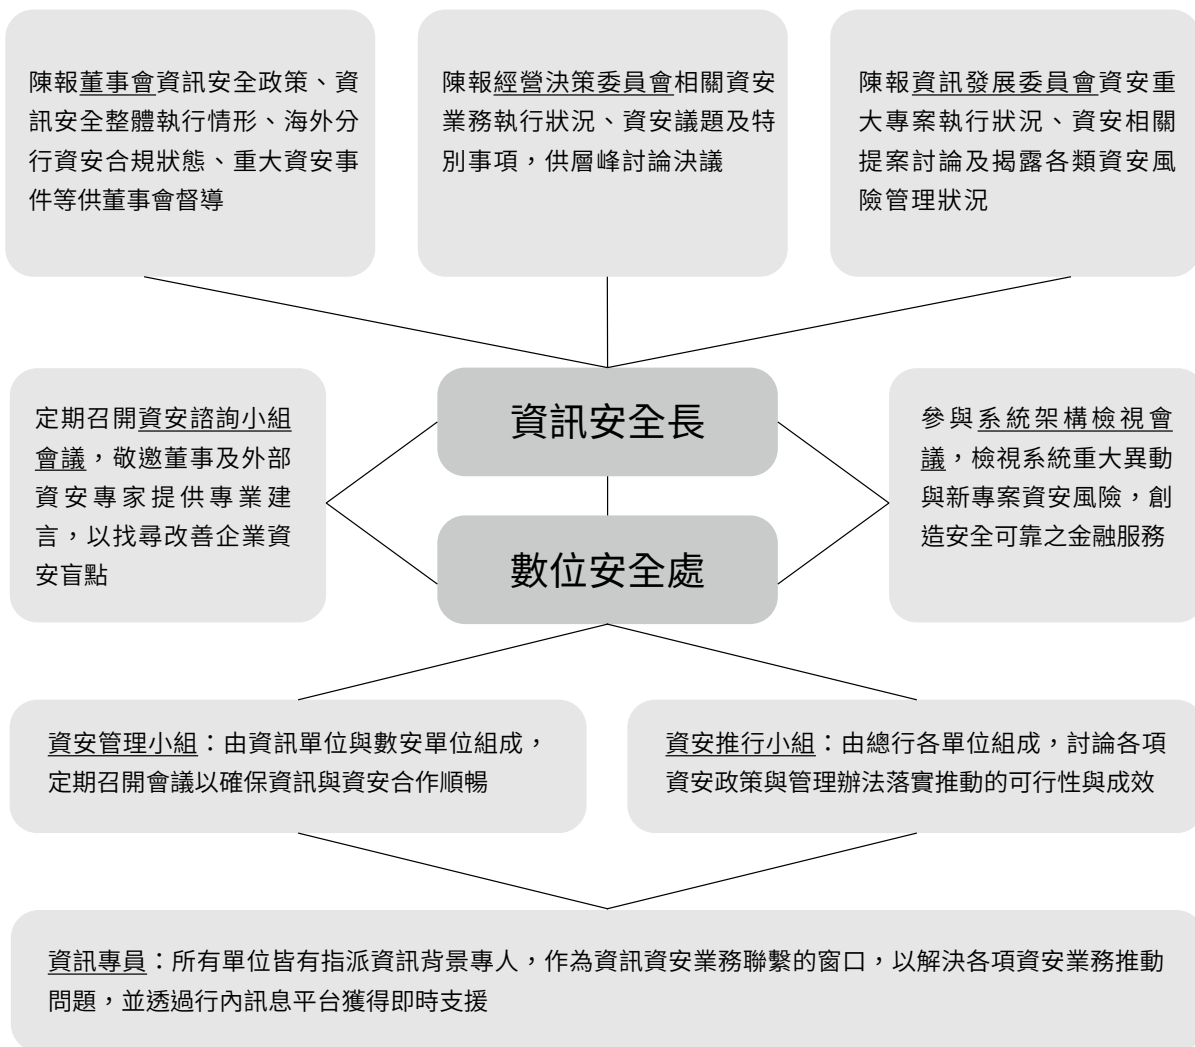 陳報董事會資訊安全政策、資
訊安全整體執行情形、海外分
行資安合規狀態、重大資安事
件等供董事會督導
陳報經營決策委員會相關資安
業務執行狀況、資安議題及特
別事項，供層峰討論決議
陳報資訊發展委員會資安重
大專案執行狀況、資安相關
提案討論及揭露各類資安風
險管理狀況
資訊安全長
定期召開資安諮詢小組
會議，敬邀董事及外部
資安專家提供專業建
言，以找尋改善企業資
安盲點
參與系統架構檢視會
議，檢視系統重大異動
與新專案資安風險，創
造安全可靠之金融服務
數位安全處
資安管理小組：由資訊單位與數安單位組成，
定期召開會議以確保資訊與資安合作順暢
資安推行小組：由總行各單位組成，討論各項
資安政策與管理辦法落實推動的可行性與成效
資訊專員：所有單位皆有指派資訊背景專人，作為資訊資安業務聯繫的窗口，以解決各項資安業務推動
問題，並透過行內訊息平台獲得即時支援